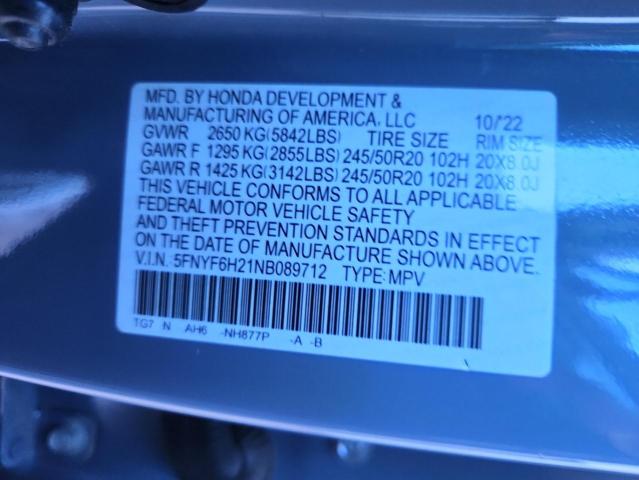 MFD. BY HONDA DEVELOPMENT &
MANUFACTURING OF AMERICA, LLC 10/'22
GVWR 2650 KG(5842LBS) TIRE SIZE RIM SIZE
GAWR F 1295 KG(2855LBS) 245/50R20 102H 20X8.0J
GAWR R 1425 KG(3142LBS) 245/50R20 102H 20X8.0J
THIS VEHICLE CONFORMS TO ALL APPLICABLE
FEDERAL MOTOR VEHICLE SAFETY
AND THEFT PREVENTION STANDARDS IN EFFECT
ON THE DATE OF MANUFACTURE SHOWN ABOVE.
V.I.N. 5FNYF6H21NB089712 TYPE: MPV
TG7 N AH6 -NH877P -A -B